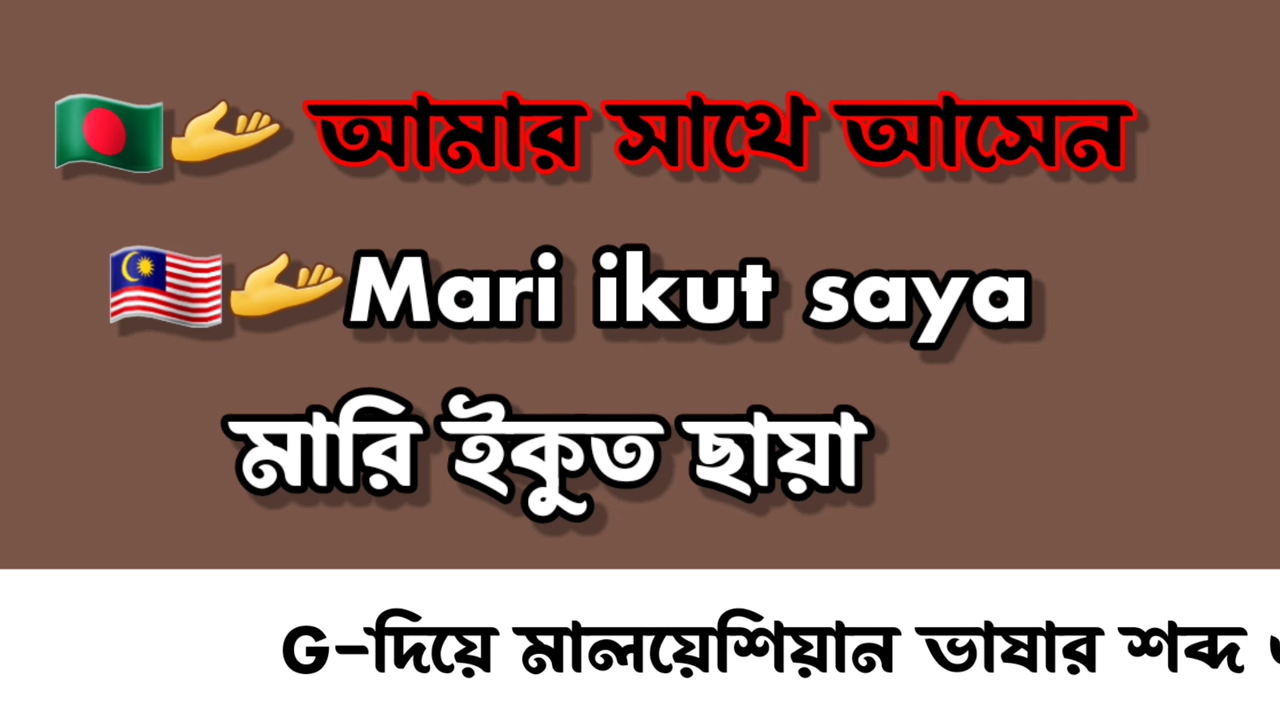 আমার সাথে আসেন
Mari ikut saya
মারি ইকুত ছায়া
G-দিয়ে মালয়েশিয়ান ভাষার শব্দ